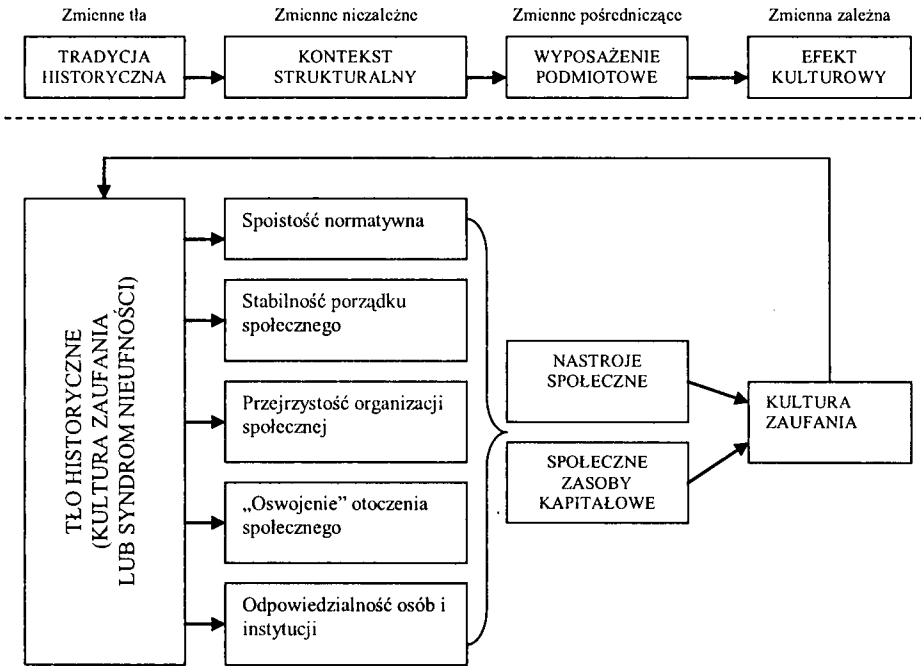 Zmienne tła
Zmienne niezależne
Zmienne pośredniczące
Zmienna zależna
TRADYCJA
HISTORYCZNA
KONTEKST
STRUKTURALNY
WYPOSAŻENIE
PODMIOTOWE
EFEKT
KULTUROWY
TŁO HISTORYCZNE
(KULTURA ZAUFANIA
LUB SYNDROM NIEUFNOŚCI)
Spoistość normatywna
Stabilność porządku
społecznego
Przejrzystość organizacji
społecznej
„Oswojenie” otoczenia
społecznego
Odpowiedzialność osób i
instytucji
NASTROJE
SPOŁECZNE
SPOŁECZNE
ZASOBY
KAPITAŁOWE
KULTURA
ZAUFANIA